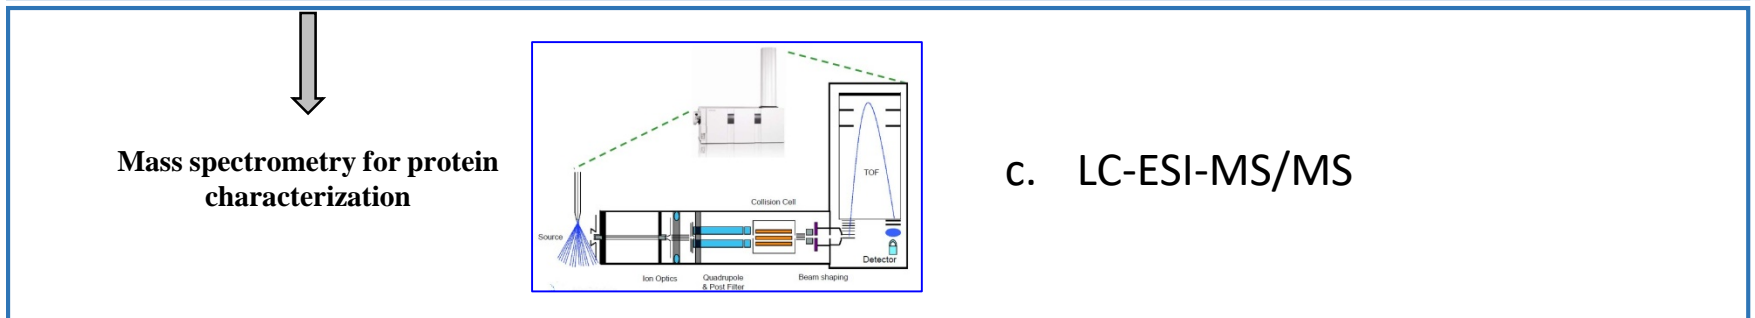 Mass spectrometry for protein
characterization
c. LC-ESI-MS/MS
TOF
Collision Cell
Source
Detector
Ion Optics
Quadrupole
& Post Filter
Beam shaping